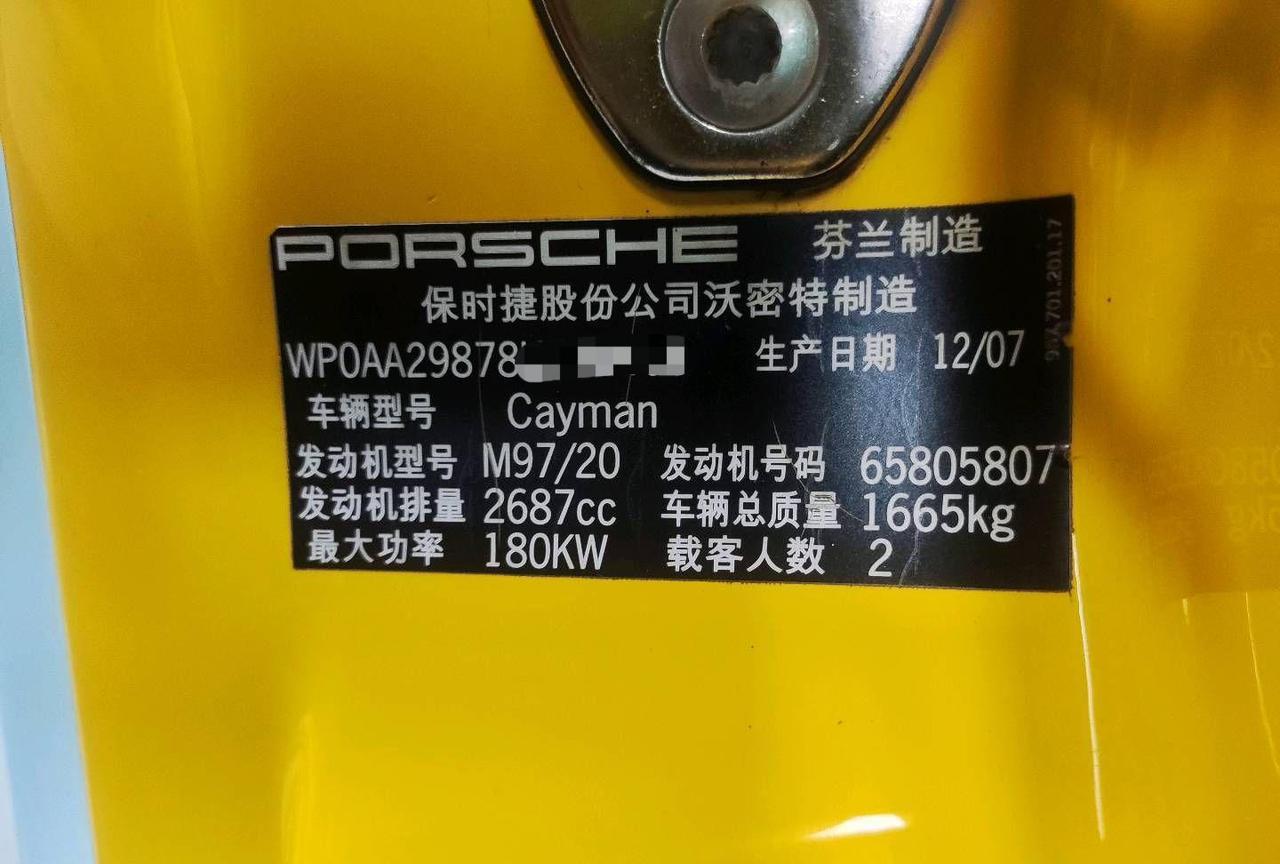 PORSCHE 芬兰制造
保时捷股份公司沃密特制造
WP0AA29878 生产日期 12/07
车辆型号 Cayman
发动机型号 M97/20 发动机号码 65805807
发动机排量 2687cc 车辆总质量 1665kg
最大功率 180KW 载客人数 2